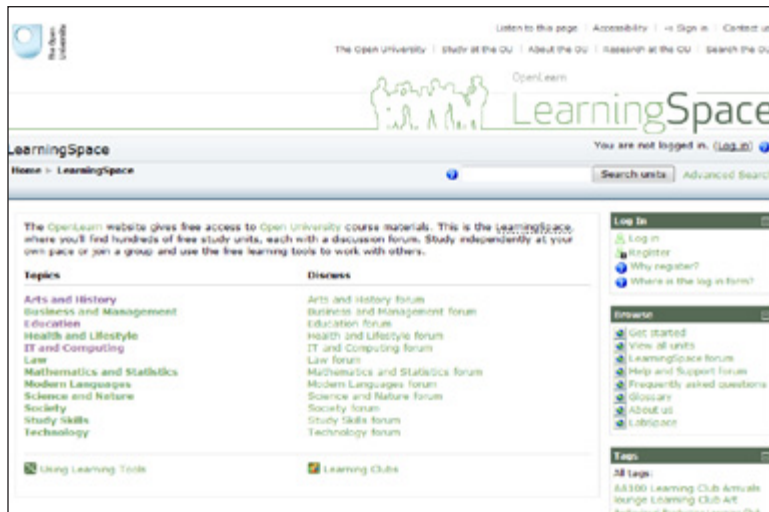 The Open University
Listen to this page | Accessibility | Sign in | Contact us
The Open University | Study at the OU | About the OU | Research at the OU | Search the OU
OpenLearn
LearningSpace
LearningSpace
You are not logged in. (Log in)
Home > LearningSpace
Search units
Advanced Search
The OpenLearn website gives free access to Open University course materials. This is the LearningSpace,
where you'll find hundreds of free study units, each with a discussion forum. Study independently at your
own pace or join a group and use the free learning tools to work with others.
Topics
Arts and History
Business and Management
Education
Health and Lifestyle
IT and Computing
Law
Mathematics and Statistics
Modern Languages
Science and Nature
Society
Study Skills
Technology
Discuss
Arts and History forum
Business and Management forum
Education forum
Health and Lifestyle forum
IT and Computing forum
Law forum
Mathematics and Statistics forum
Modern Languages forum
Science and Nature forum
Society forum
Study Skills forum
Technology forum
Using Learning Tools
Learning Clubs
Log In
Log in
Register
Why register?
Where is the log in form?
Browse
Get started
View all units
LearningSpace forum
Help and Support forum
Frequently asked questions
Glossary
About us
LabSpace
Tags
All tags:
AA100 Learning Club Arrivals
lounge Learning Club Art